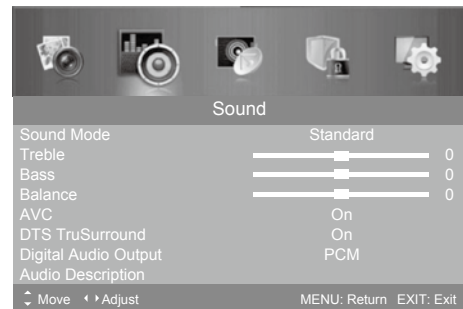 Sound
Sound Mode Standard
Treble 0
Bass 0
Balance 0
AVC On
DTS TruSurround On
Digital Audio Output PCM
Audio Description
Move Adjust MENU: Return EXIT: Exit